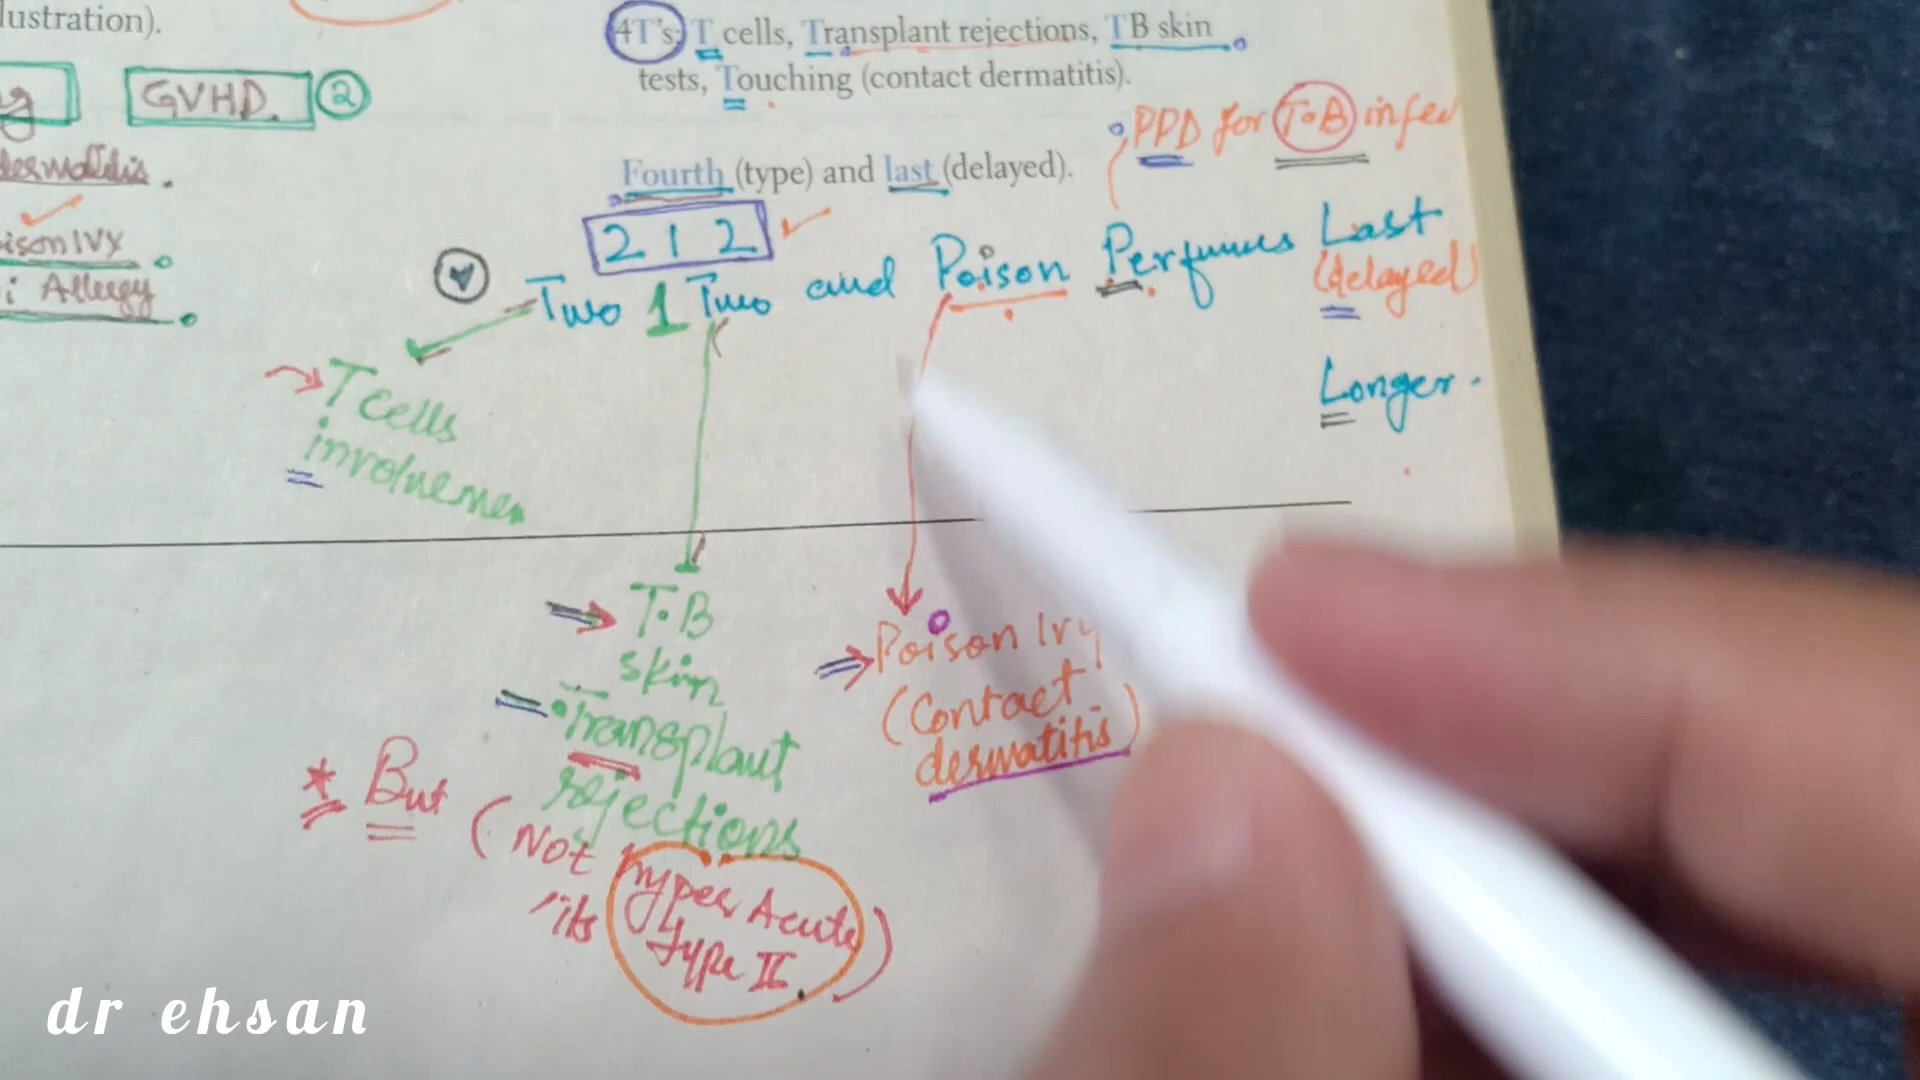 lustration).
4T's: T cells, Transplant rejections, TB skin
tests, Touching (contact dermatitis).
GVHD. 2
PPD for T.B infec
dermatitis.
Fourth (type) and last (delayed).
ison IVY
i Allergy
2 1 2
Two 1 Two and Poison Perfumes Last
(delayed)
Longer.
T cells
involvemen
T.B
skin
Transplant
rejections
Poison Ivy
(Contact
dermatitis)
* But (Not hyper Acute
its type II)
dr ehsan